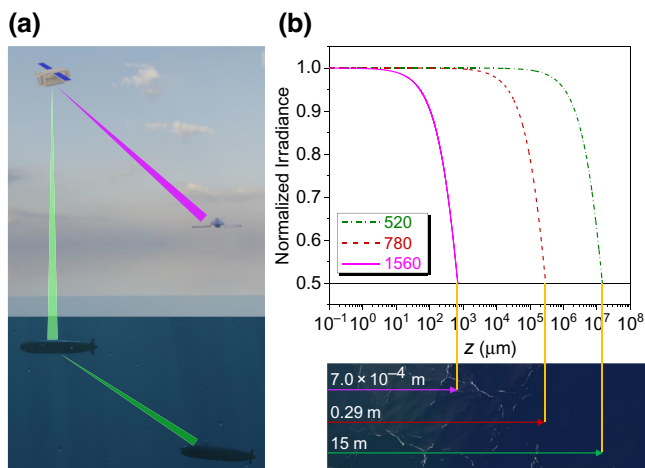 (a)
(b)
Normalized Irradiance
1.0
0.9
0.8
0.7
0.6
0.5
520
780
1560
10⁻¹ 10⁰ 10¹ 10² 10³ 10⁴ 10⁵ 10⁶ 10⁷ 10⁸
z (μm)
7.0 × 10⁻⁴ m
0.29 m
15 m